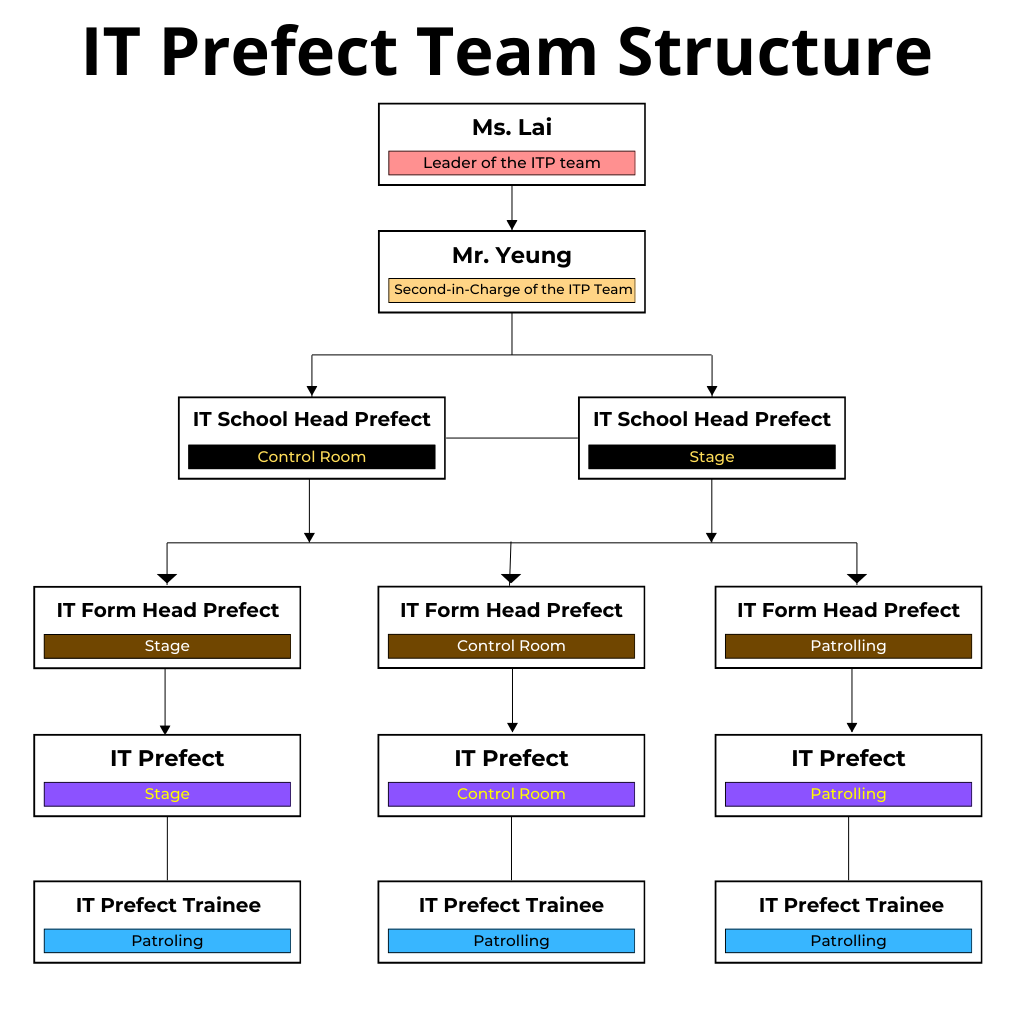 IT Prefect Team Structure
Ms. Lai
Leader of the ITP team
Mr. Yeung
Second-in-Charge of the ITP Team
IT School Head Prefect
Control Room
IT School Head Prefect
Stage
IT Form Head Prefect
Stage
IT Form Head Prefect
Control Room
IT Form Head Prefect
Patrolling
IT Prefect
Stage
IT Prefect
Control Room
IT Prefect
Patrolling
IT Prefect Trainee
Patroling
IT Prefect Trainee
Patrolling
IT Prefect Trainee
Patrolling